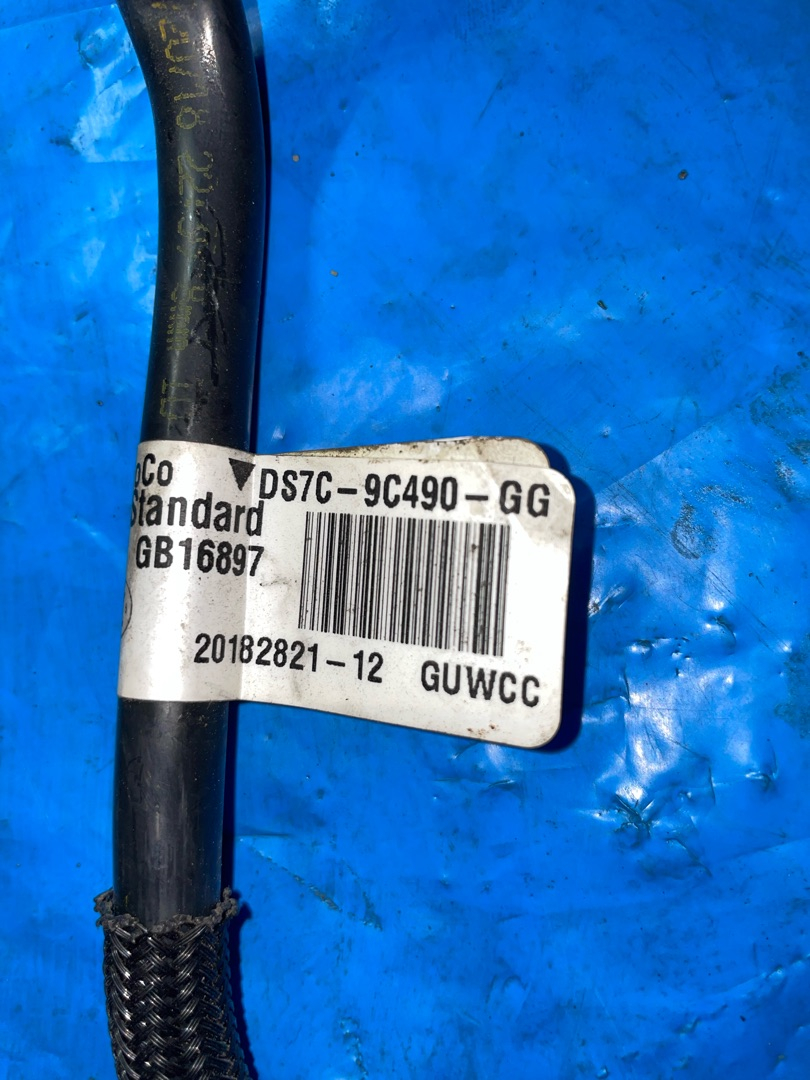 oCo
Standard
GB16897
DS7C-9C490-GG
20182821-12 GUWCC